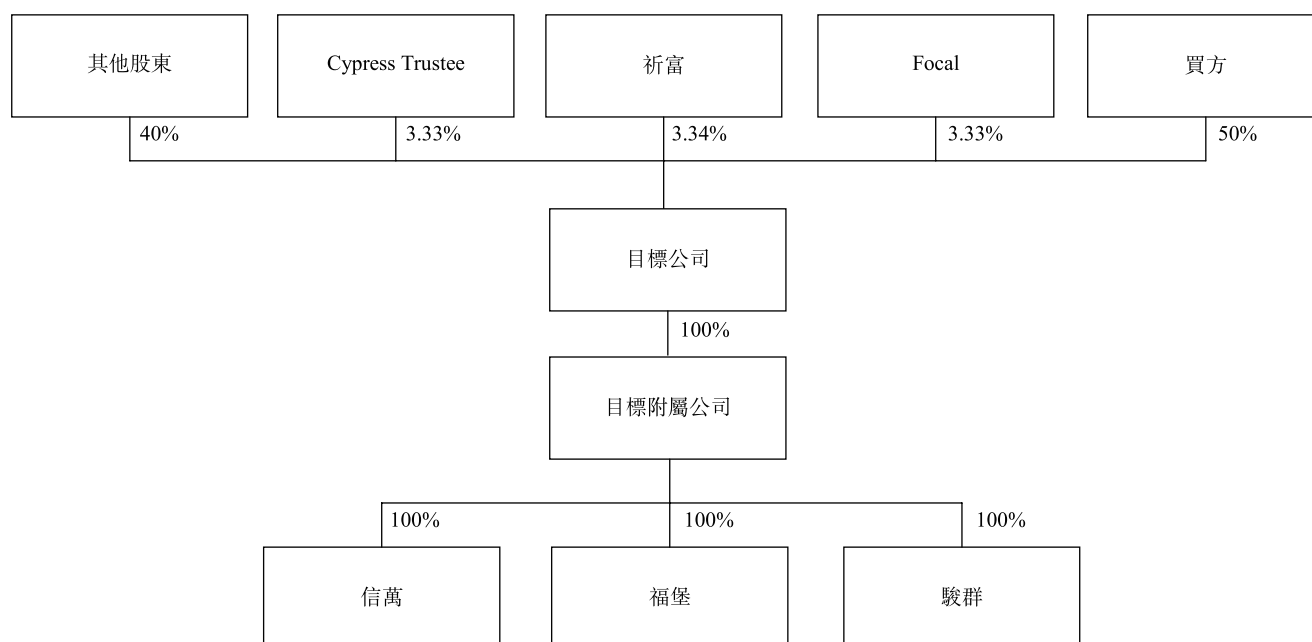 其他股東
Cypress Trustee
祈富
Focal
買方
40%
3.33%
3.34%
3.33%
50%
目標公司
100%
目標附屬公司
100%
100%
100%
信萬
福堡
駿群